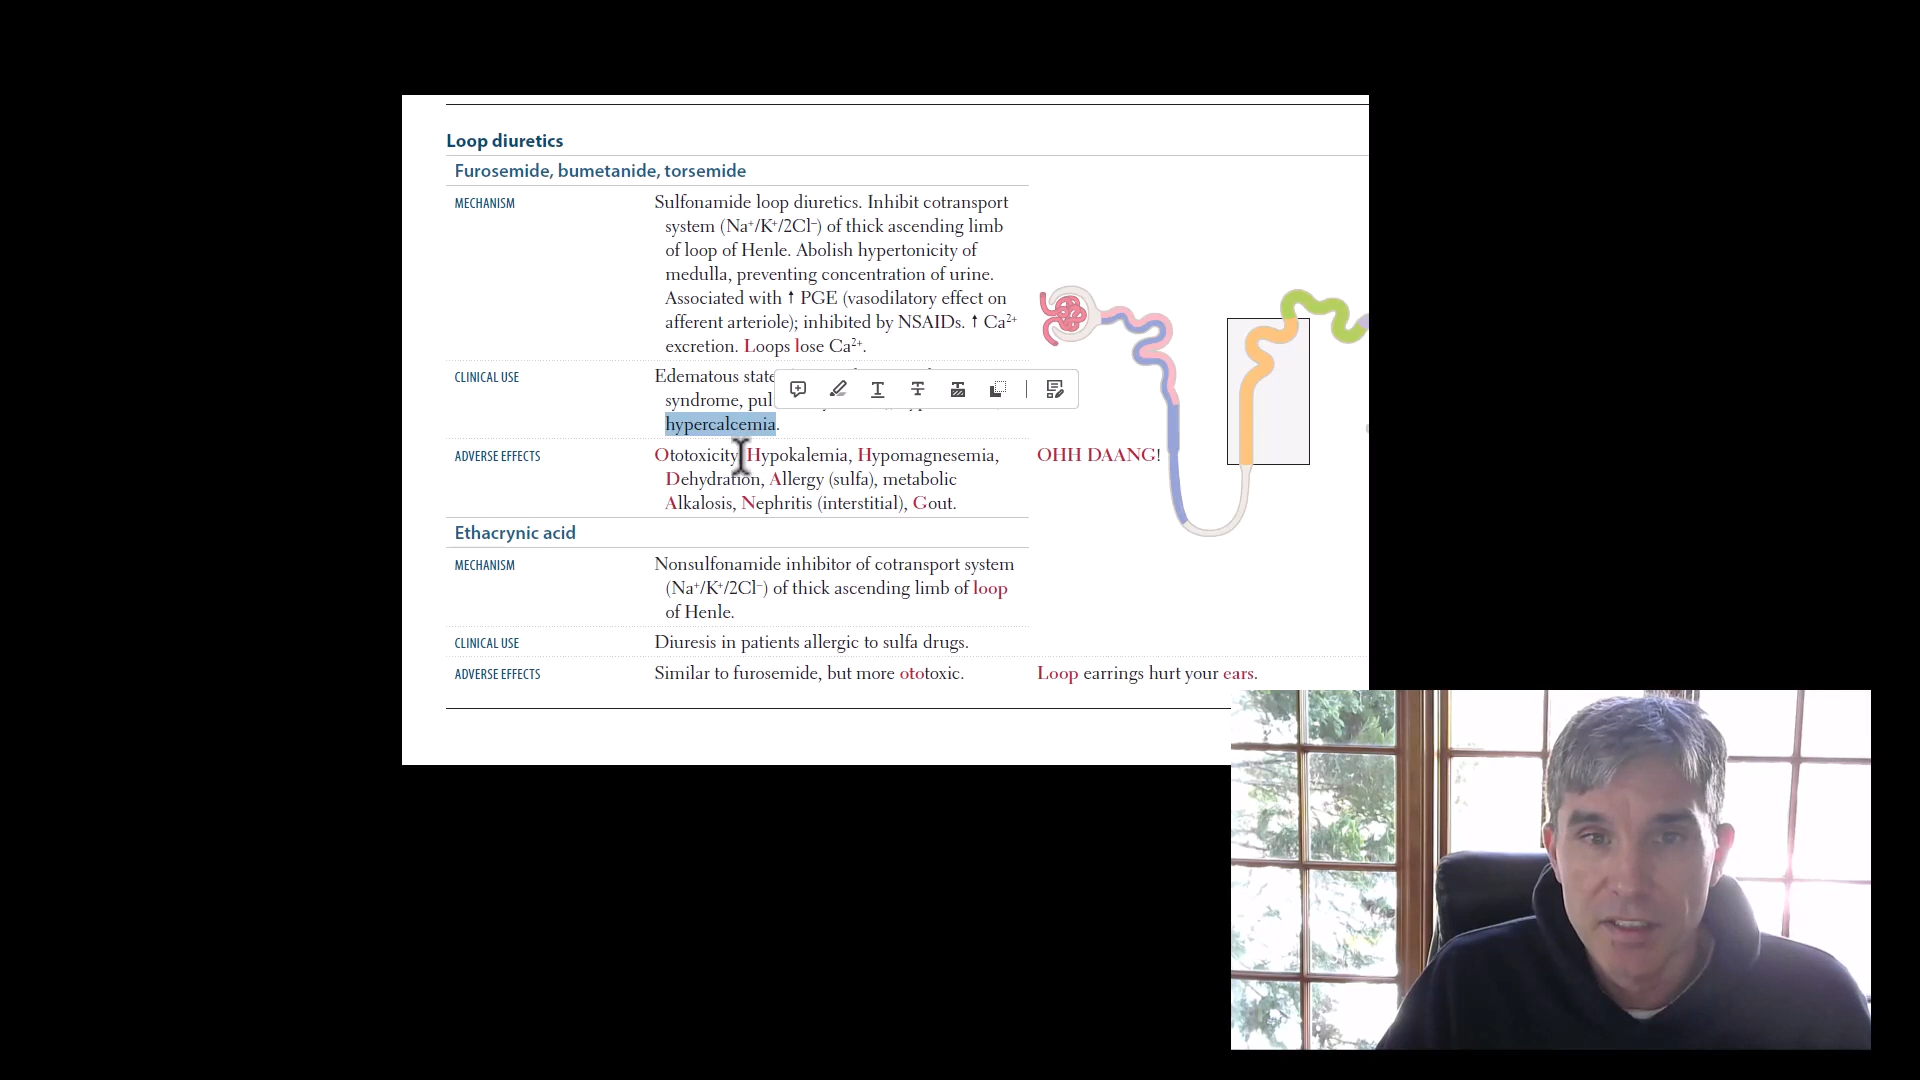 Loop diuretics
Furosemide, bumetanide, torsemide
MECHANISM
Sulfonamide loop diuretics. Inhibit cotransport
system (Na⁺/K⁺/2Cl⁻) of thick ascending limb
of loop of Henle. Abolish hypertonicity of
medulla, preventing concentration of urine.
Associated with ↑ PGE (vasodilatory effect on
afferent arteriole); inhibited by NSAIDs. ↑ Ca²⁺
excretion. Loops lose Ca²⁺.
CLINICAL USE
Edematous
syndrome,
hypercalcemia.
ADVERSE EFFECTS
Ototoxicity, Hypokalemia, Hypomagnesemia,
Dehydration, Allergy (sulfa), metabolic
Alkalosis, Nephritis (interstitial), Gout.
OHH DAANG!
Ethacrynic acid
MECHANISM
Nonsulfonamide inhibitor of cotransport system
(Na⁺/K⁺/2Cl⁻) of thick ascending limb of loop
of Henle.
CLINICAL USE
Diuresis in patients allergic to sulfa drugs.
ADVERSE EFFECTS
Similar to furosemide, but more ototoxic.
Loop earrings hurt your ears.